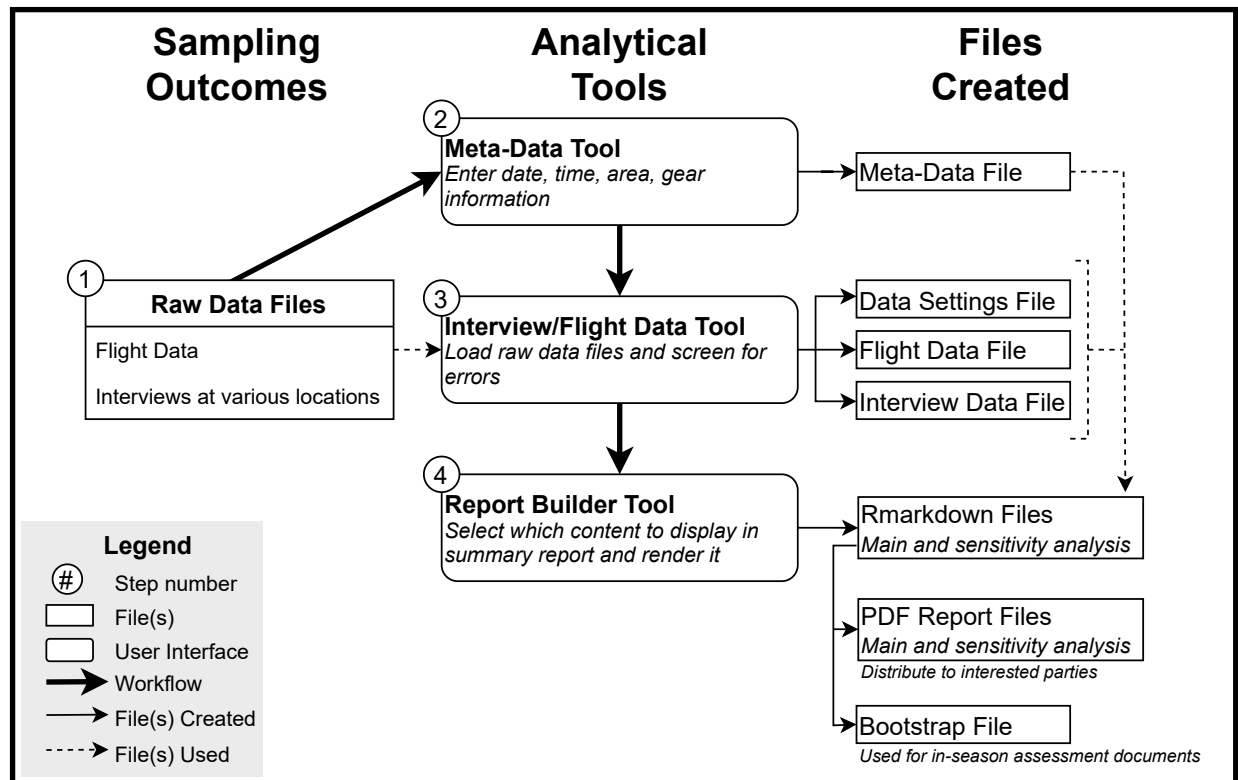 Sampling
Outcomes
Analytical
Tools
Files
Created
1
Raw Data Files
Flight Data
Interviews at various locations
2
Meta-Data Tool
Enter date, time, area, gear
information
3
Interview/Flight Data Tool
Load raw data files and screen for
errors
4
Report Builder Tool
Select which content to display in
summary report and render it
Meta-Data File
Data Settings File
Flight Data File
Interview Data File
Rmarkdown Files
Main and sensitivity analysis
PDF Report Files
Main and sensitivity analysis
Distribute to interested parties
Bootstrap File
Used for in-season assessment documents
Legend
# Step number
File(s)
User Interface
Workflow
File(s) Created
File(s) Used